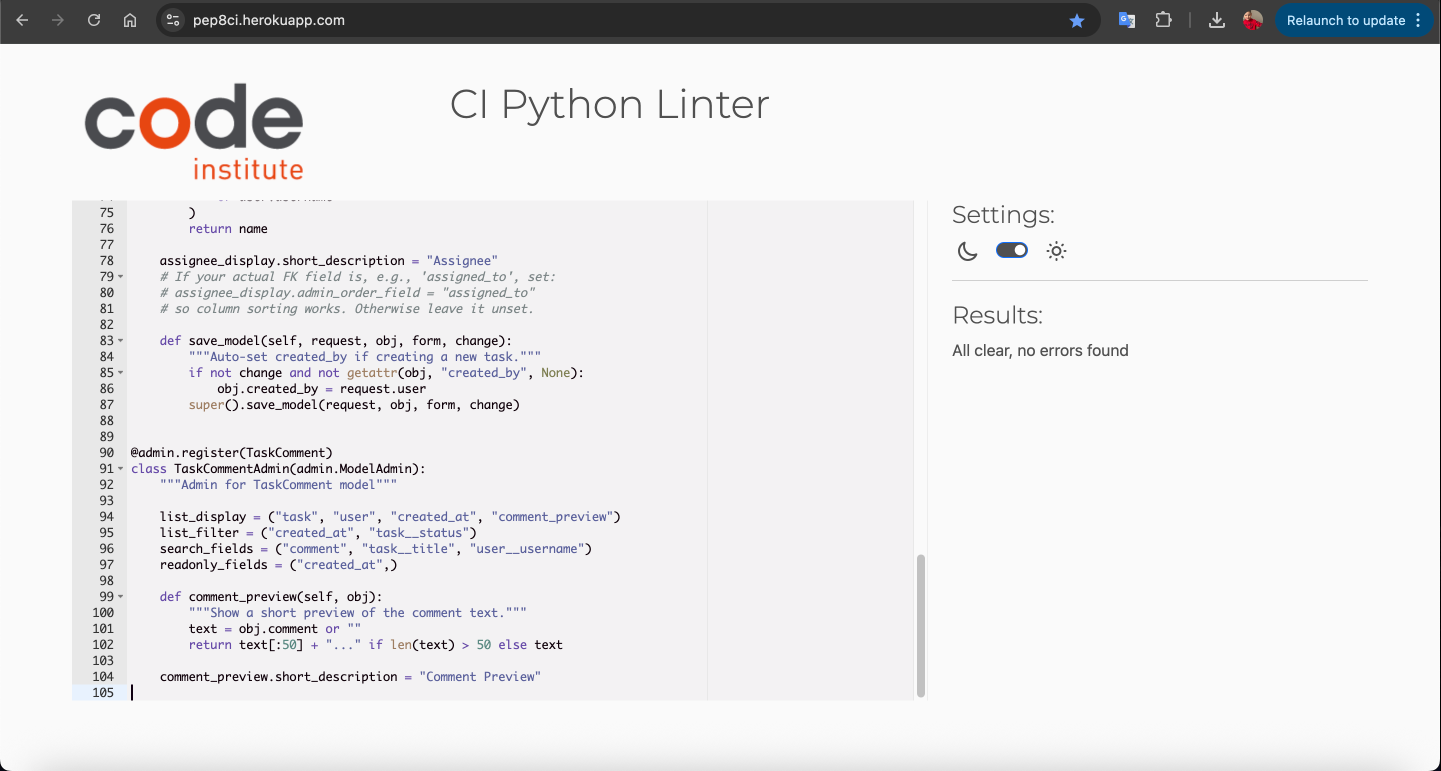 pep8ci.herokuapp.com
Relaunch to update
code
institute
CI Python Linter
75 )
76 return name
77
78 assignee_display.short_description = "Assignee"
79 # If your actual FK field is, e.g., 'assigned_to', set:
80 # assignee_display.admin_order_field = "assigned_to"
81 # so column sorting works. Otherwise leave it unset.
82
83 def save_model(self, request, obj, form, change):
84 """Auto-set created_by if creating a new task."""
85 if not change and not getattr(obj, "created_by", None):
86 obj.created_by = request.user
87 super().save_model(request, obj, form, change)
88
89
90 @admin.register(TaskComment)
91 class TaskCommentAdmin(admin.ModelAdmin):
92 """Admin for TaskComment model"""
93
94 list_display = ("task", "user", "created_at", "comment_preview")
95 list_filter = ("created_at", "task__status")
96 search_fields = ("comment", "task__title", "user__username")
97 readonly_fields = ("created_at",)
98
99 def comment_preview(self, obj):
100 """Show a short preview of the comment text."""
101 text = obj.comment or ""
102 return text[:50] + "..." if len(text) > 50 else text
103
104 comment_preview.short_description = "Comment Preview"
105
Settings:
Results:
All clear, no errors found